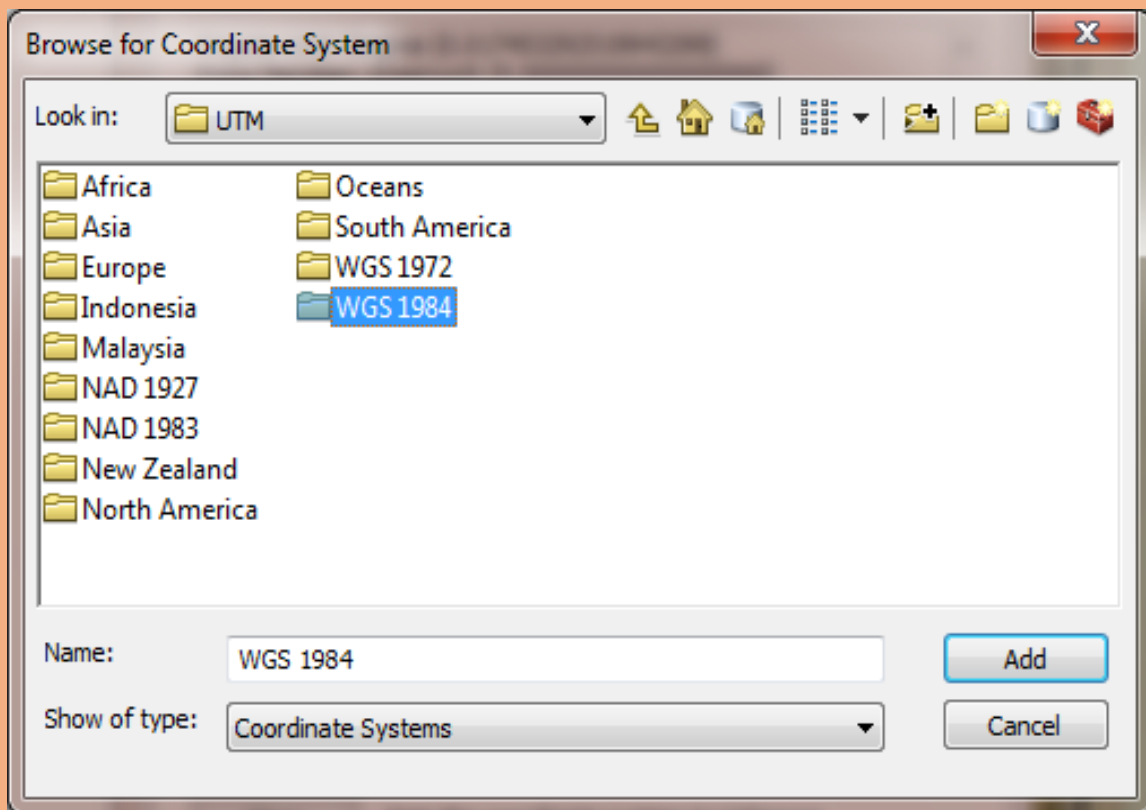 Browse for Coordinate System
Look in:
UTM
Africa
Asia
Europe
Indonesia
Malaysia
NAD 1927
NAD 1983
New Zealand
North America
Oceans
South America
WGS 1972
WGS 1984
Name:
WGS 1984
Add
Show of type:
Coordinate Systems
Cancel